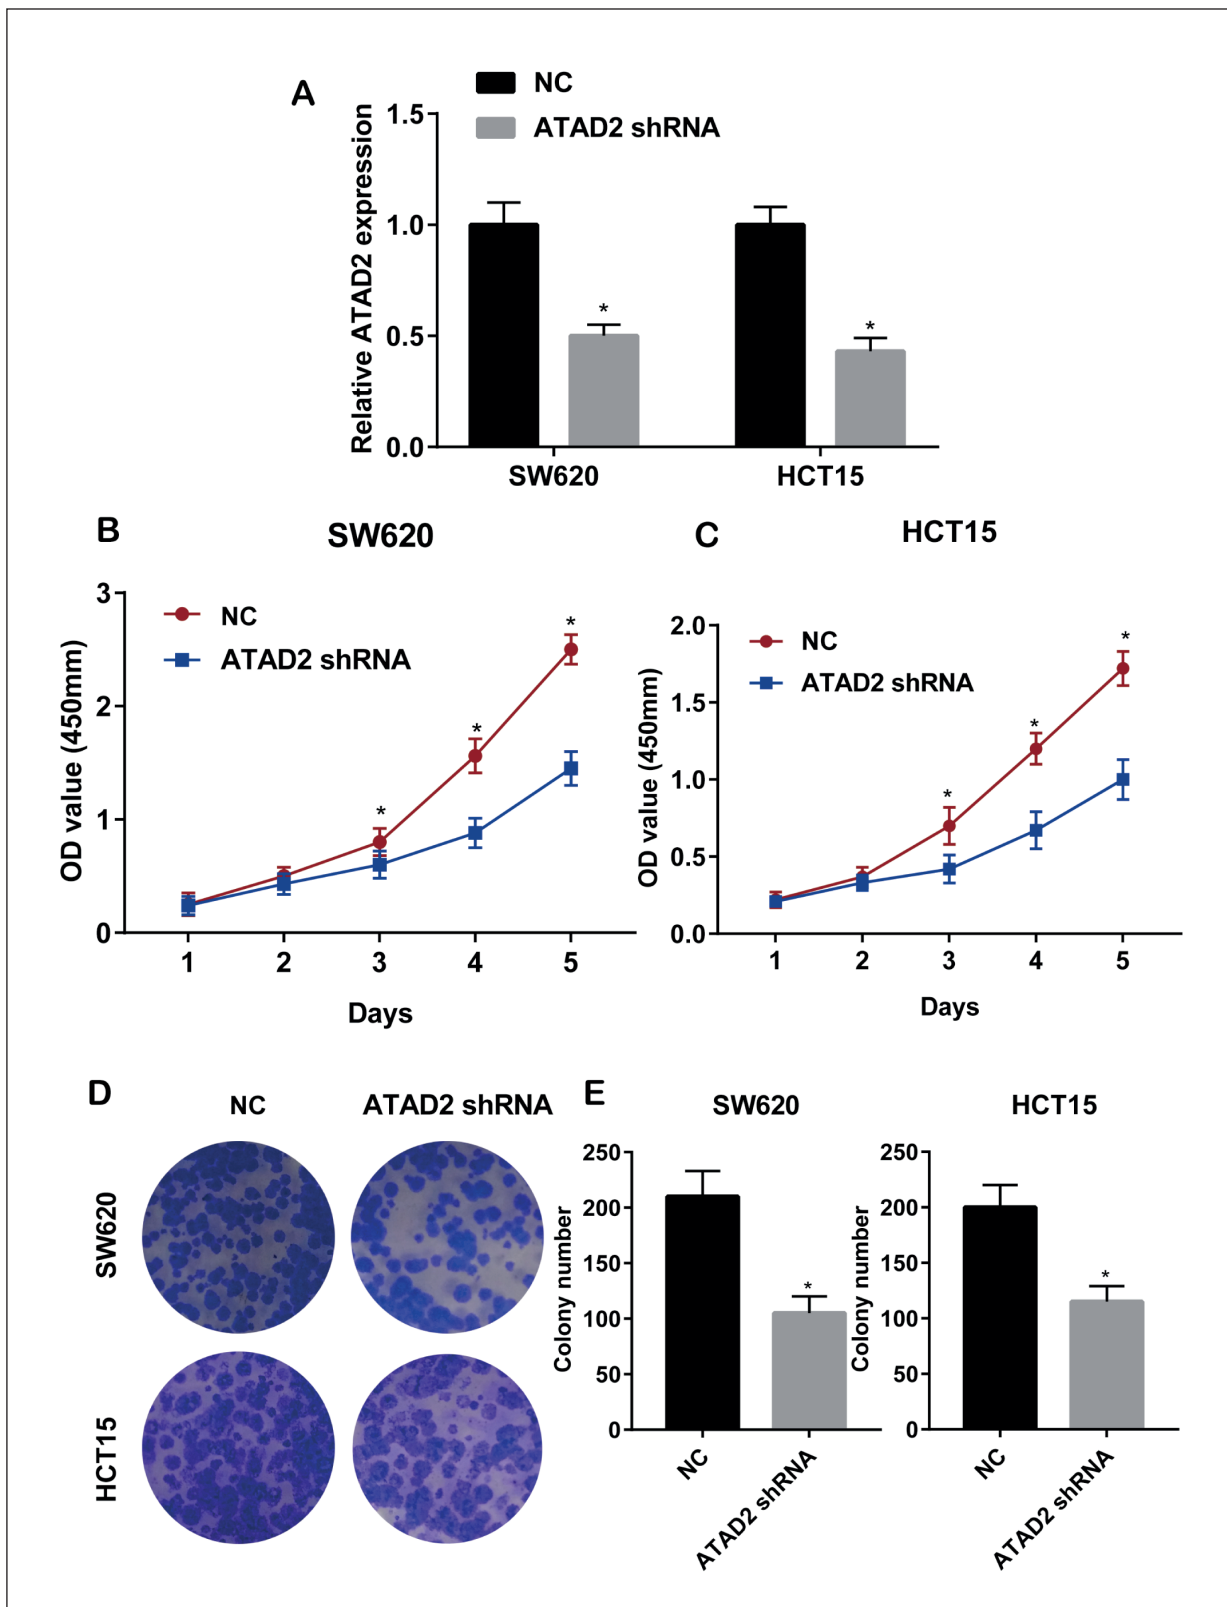 A
NC
ATAD2 shRNA
Relative ATAD2 expression
1.5
1.0
0.5
0.0
*
*
SW620
HCT15
B
SW620
NC
ATAD2 shRNA
OD value (450mm)
3
2
1
0
*
*
*
1 2 3 4 5
Days
C
HCT15
NC
ATAD2 shRNA
OD value (450mm)
2.0
1.5
1.0
0.5
0.0
*
*
*
1 2 3 4 5
Days
D
NC
ATAD2 shRNA
SW620
HCT15
E
SW620
Colony number
250
200
150
100
50
0
*
NC
ATAD2 shRNA
HCT15
Colony number
250
200
150
100
50
0
*
NC
ATAD2 shRNA